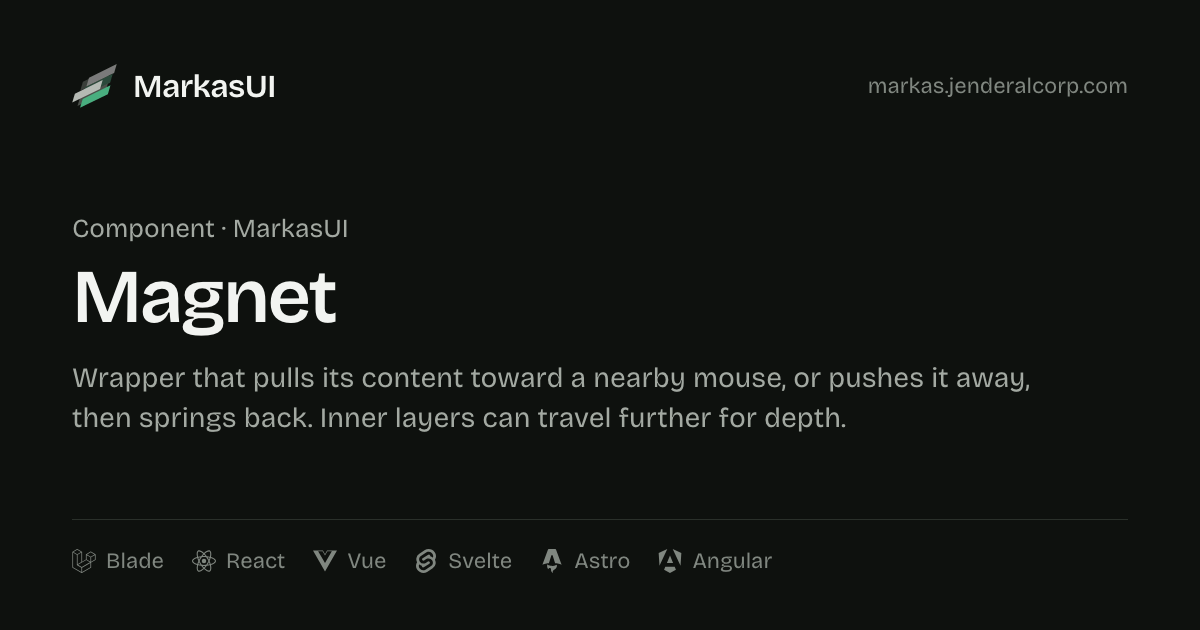 MarkasUI
markas.jenderalcorp.com
Component · MarkasUI
Magnet
Wrapper that pulls its content toward a nearby mouse, or pushes it away,
then springs back. Inner layers can travel further for depth.
Blade React Vue Svelte Astro Angular